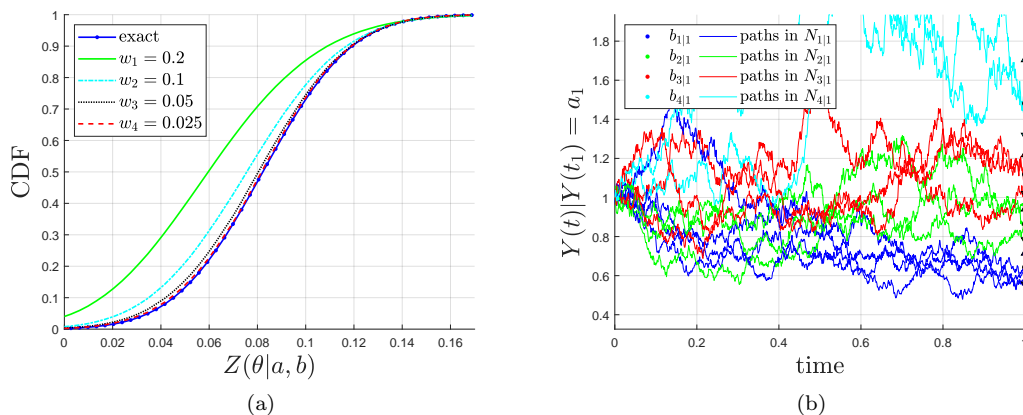 1
0.9
0.8
0.7
0.6
0.5
0.4
0.3
0.2
0.1
0
CDF
exact
w₁ = 0.2
w₂ = 0.1
w₃ = 0.05
w₄ = 0.025
0 0.02 0.04 0.06 0.08 0.1 0.12 0.14 0.16
Z(θ|a, b)
(a)
1.8
1.6
1.4
1.2
1
0.8
0.6
0.4
Y(t)|Y(t₁) = a₁
b₁|₁ paths in N₁|₁
b₂|₁ paths in N₂|₁
b₃|₁ paths in N₃|₁
b₄|₁ paths in N₄|₁
0 0.2 0.4 0.6 0.8 1
time
(b)